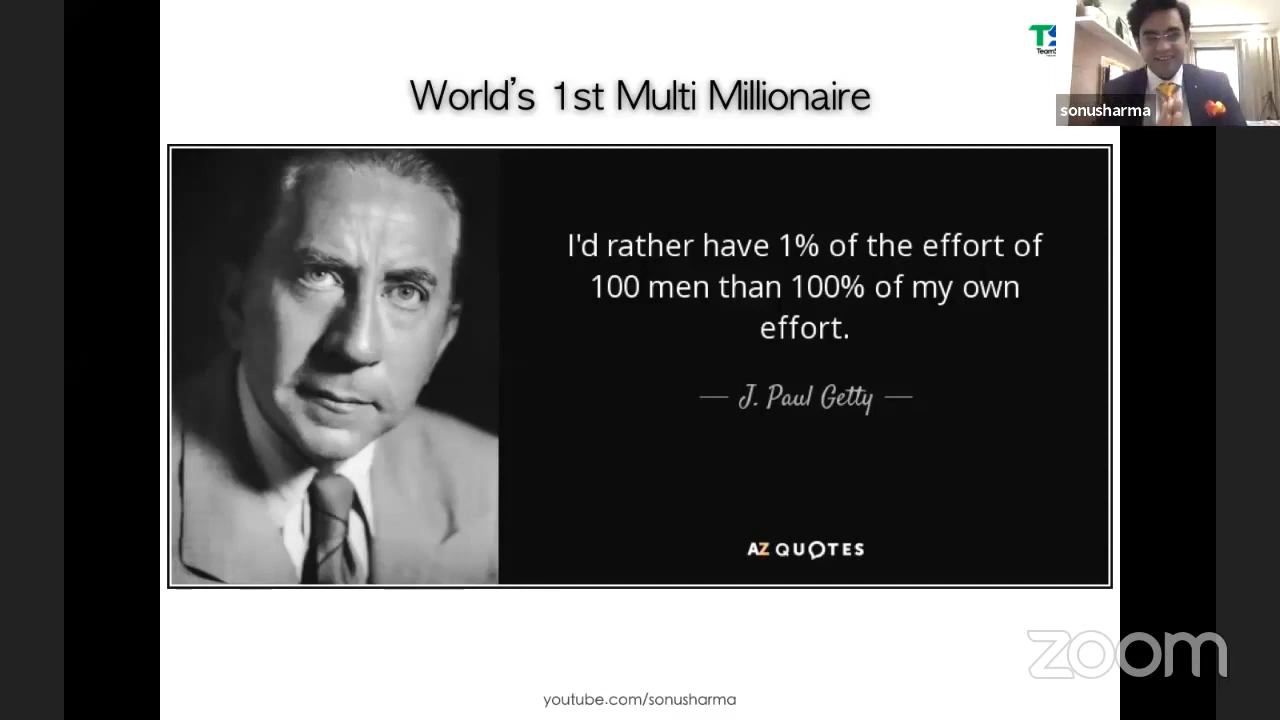 World's 1st Multi Millionaire
sonusharma
I'd rather have 1% of the effort of
100 men than 100% of my own
effort.
— J. Paul Getty —
AZ QUOTES
zoom
youtube.com/sonusharma